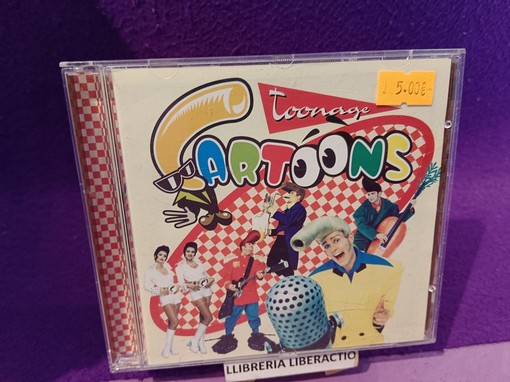 toonage
5.00€
CARTOONS
LLIBRERIA LIBERACTIO